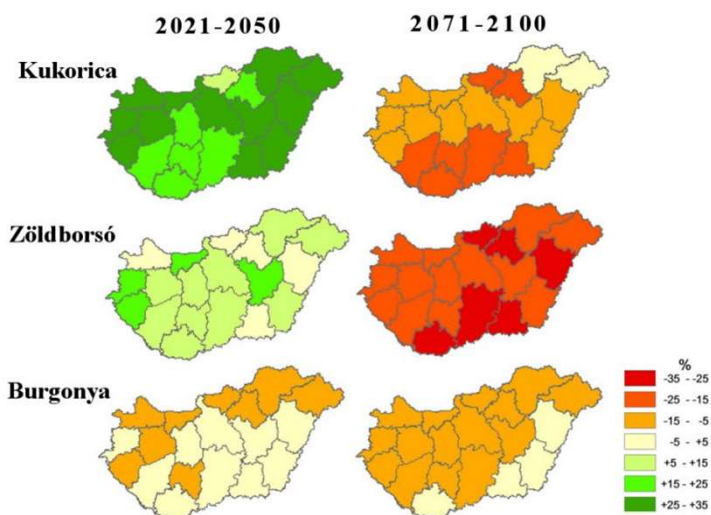 2021-2050 2071-2100
Kukorica
Zöldborsó
Burgonya
%
-35 - -25
-25 - -15
-15 - -5
-5 - +5
+5 - +15
+15 - +25
+25 - +35